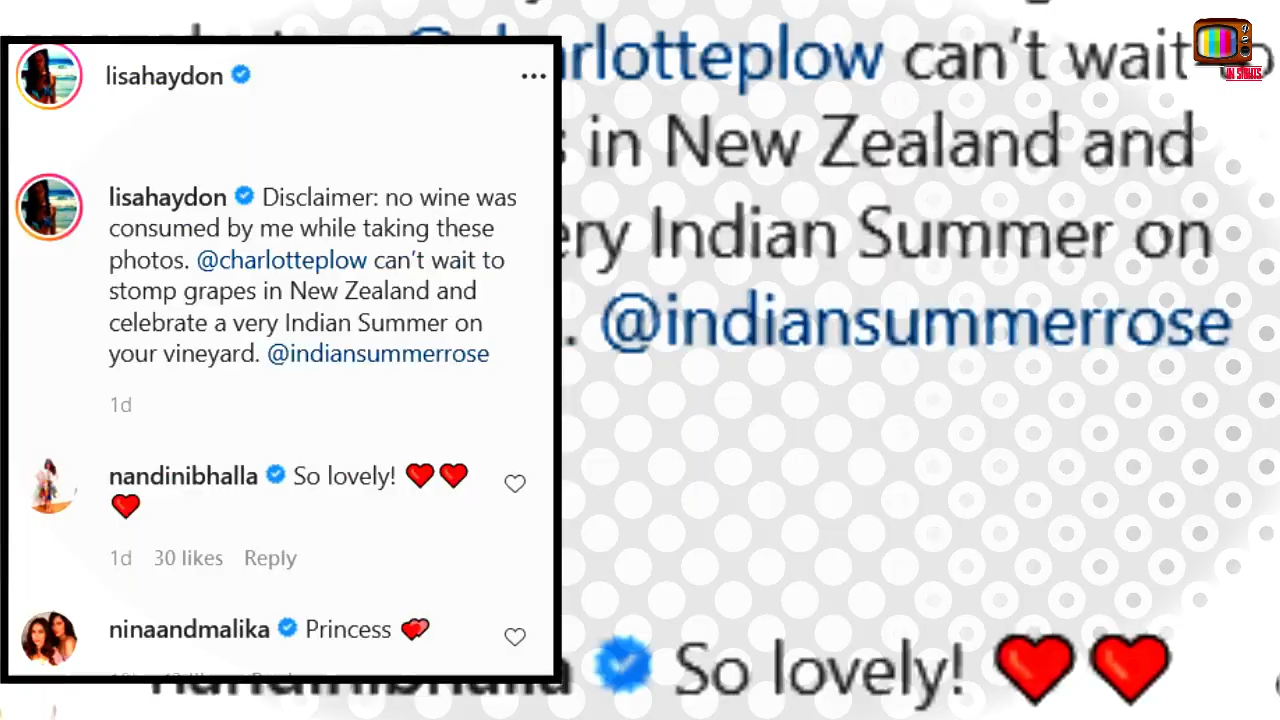 lisahaydon
lisahaydon Disclaimer: no wine was
consumed by me while taking these
photos. @charlotteplow can't wait to
stomp grapes in New Zealand and
celebrate a very Indian Summer on
your vineyard. @indiansummerrose
1d
nandinibhalla So lovely! ❤️❤️
❤️
1d 30 likes Reply
ninaandmalika Princess 💕
rlotteplow can't wait to
in New Zealand and
ery Indian Summer on
. @indiansummerrose
So lovely! ❤️❤️